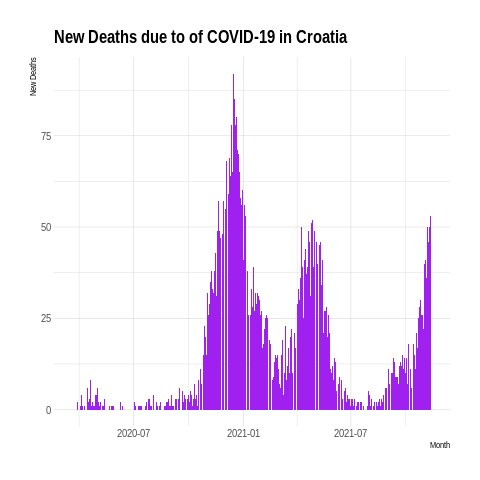 New Deaths due to of COVID-19 in Croatia
New Deaths
75
50
25
0
2020-07
2021-01
2021-07
Month